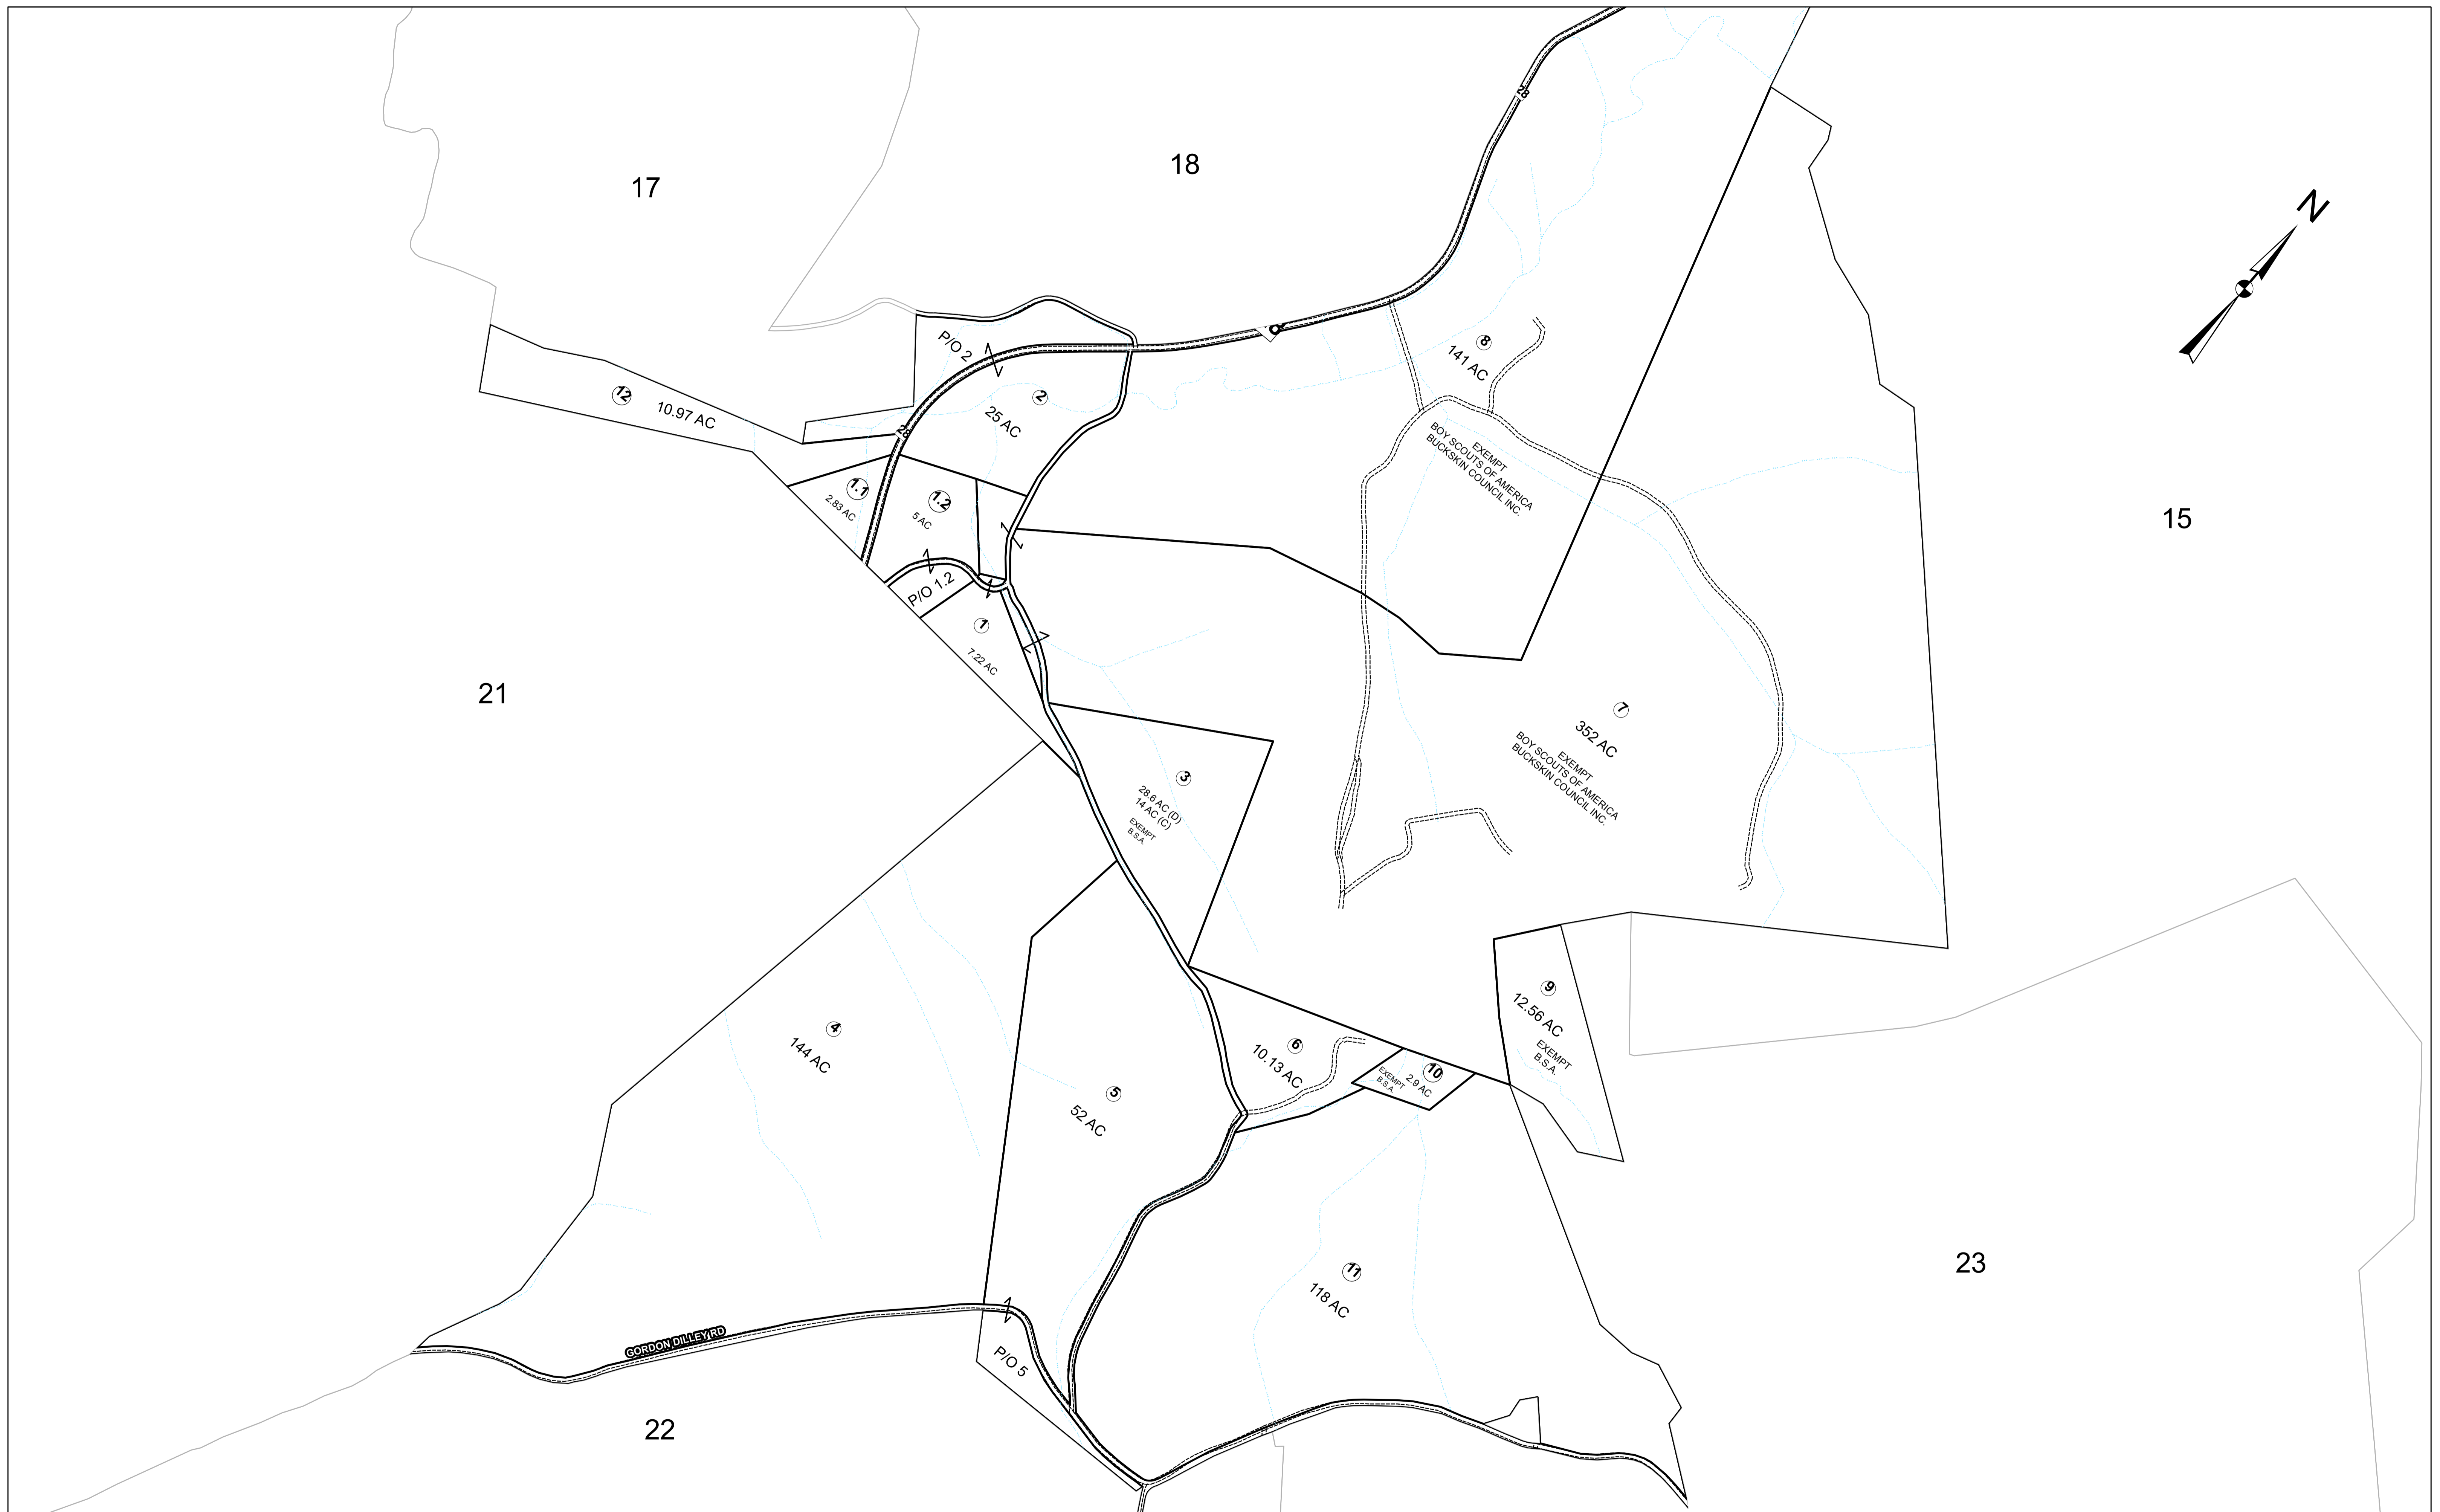 N
17
18
28
P/O 2
2
25 AC
8
141 AC
12
10.97 AC
28
EXEMPT
BOY SCOUTS OF AMERICA
BUCKSKIN COUNCIL INC.
1.1
2.83 AC
1.2
5 AC
15
P/O 1.2
1
7.22 AC
21
7
352 AC
EXEMPT
BOY SCOUTS OF AMERICA
BUCKSKIN COUNCIL INC.
3
28.6 AC (D)
14 AC (C)
EXEMPT
B.S.A.
4
144 AC
9
12.56 AC
EXEMPT
B.S.A.
6
10.13 AC
10
2.9 AC
EXEMPT
B.S.A.
5
52 AC
23
11
118 AC
GORDON DILLEY RD
P/O 5
22